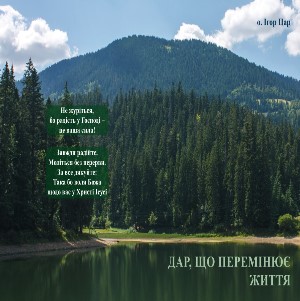 о. Ігор Цар
Не журіться,
бо радість у Господі –
це ваша сила!
Завжди радійте.
Моліться без перерви.
За все дякуйте:
Така бо воля Божа
щодо вас у Христі Ісусі
ДАР, ЩО ПЕРЕМІНЮЄ
ЖИТТЯ